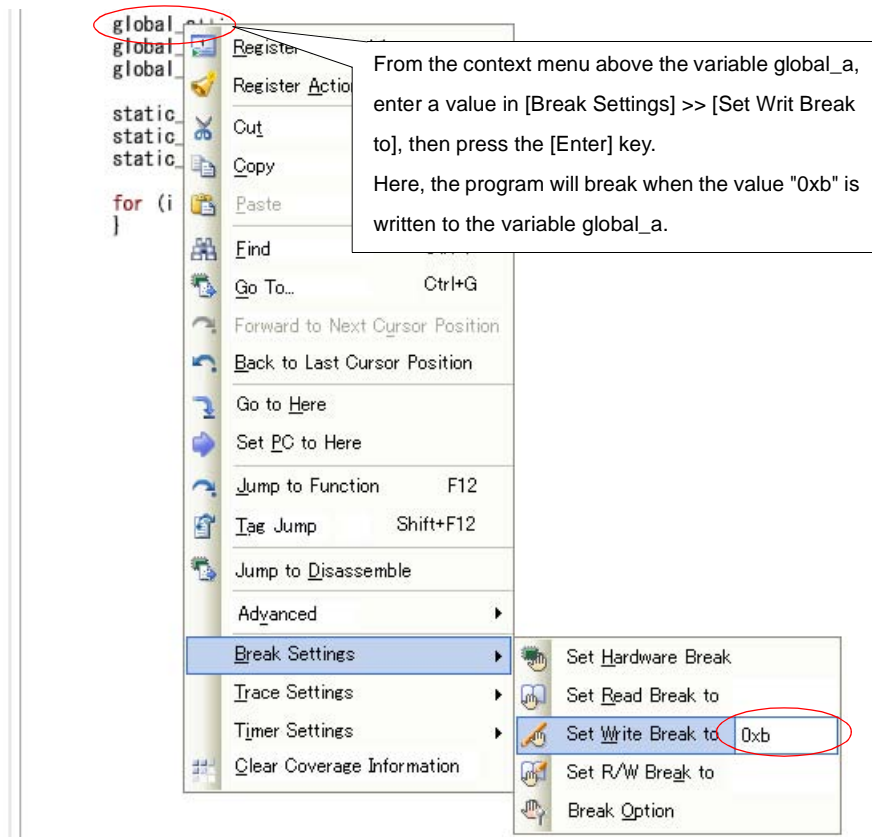 global_
global_
global_
static_
static_
static_
for (i
}
From the context menu above the variable global_a,
enter a value in [Break Settings] >> [Set Writ Break
to], then press the [Enter] key.
Here, the program will break when the value "0xb" is
written to the variable global_a.
Register
Register Action
Cut
Copy
Paste
Find
Go To... Ctrl+G
Forward to Next Cursor Position
Back to Last Cursor Position
Go to Here
Set PC to Here
Jump to Function F12
Tag Jump Shift+F12
Jump to Disassemble
Advanced
Break Settings
Trace Settings
Timer Settings
Clear Coverage Information
Set Hardware Break
Set Read Break to
Set Write Break to 0xb
Set R/W Break to
Break Option